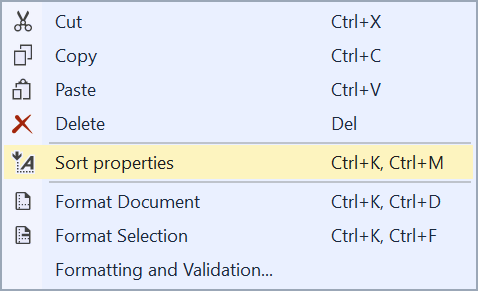 Cut Ctrl+X
Copy Ctrl+C
Paste Ctrl+V
Delete Del
Sort properties Ctrl+K, Ctrl+M
Format Document Ctrl+K, Ctrl+D
Format Selection Ctrl+K, Ctrl+F
Formatting and Validation...